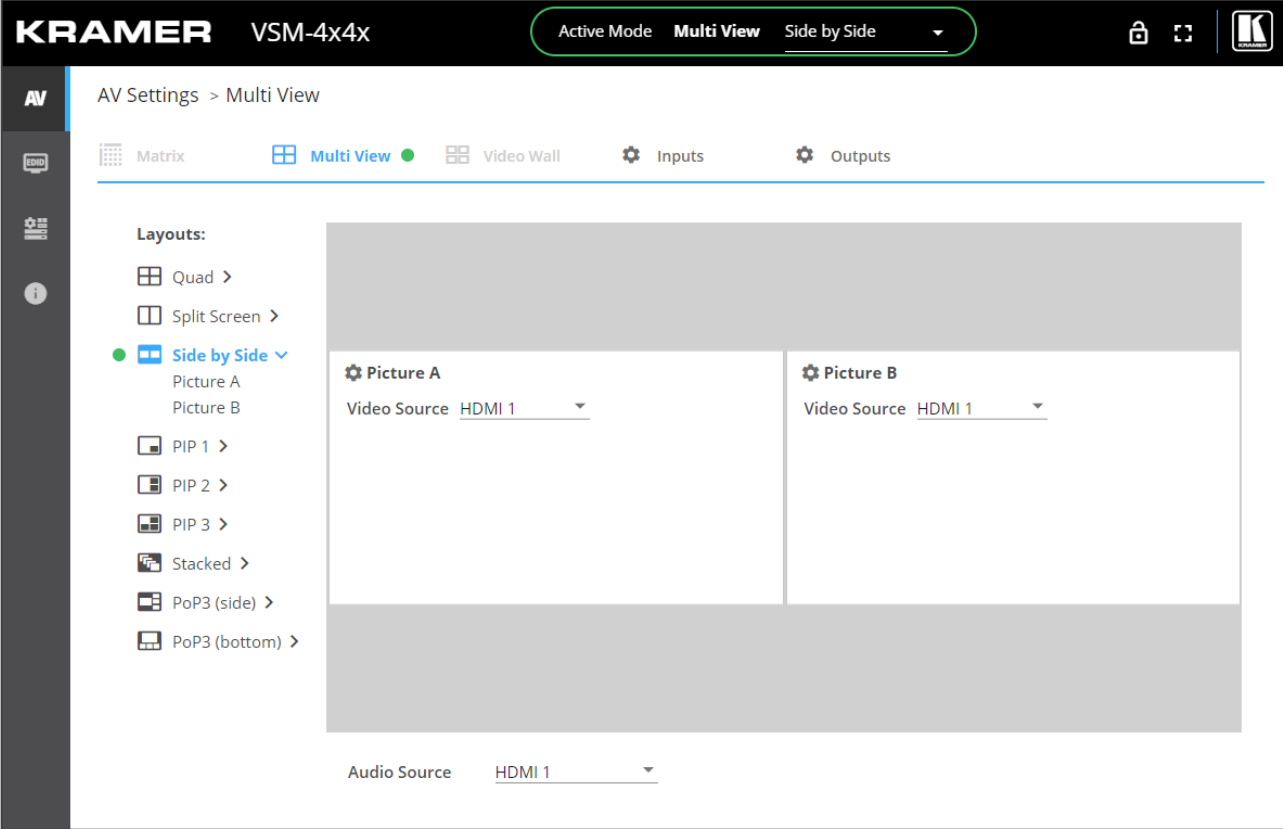 KRAMER VSM-4x4x Active Mode Multi View Side by Side
KRAMER
AV
AV Settings > Multi View
EDID
Matrix Multi View Video Wall Inputs Outputs
Layouts:
Quad
Split Screen
Side by Side
Picture A
Picture B
PIP 1
PIP 2
PIP 3
Stacked
PoP3 (side)
PoP3 (bottom)
Picture A
Video Source HDMI 1
Picture B
Video Source HDMI 1
Audio Source HDMI 1